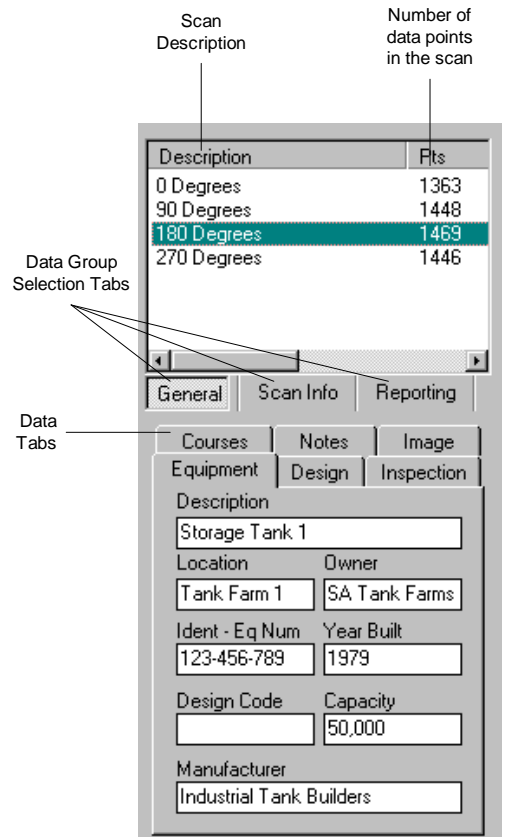 Scan
Description
Number of
data points
in the scan
Description Pts
0 Degrees 1363
90 Degrees 1448
180 Degrees 1469
270 Degrees 1446
Data Group
Selection Tabs
General Scan Info Reporting
Data
Tabs
Courses Notes Image
Equipment Design Inspection
Description
Storage Tank 1
Location Owner
Tank Farm 1 SA Tank Farms
Ident - Eq Num Year Built
123-456-789 1979
Design Code Capacity
50,000
Manufacturer
Industrial Tank Builders